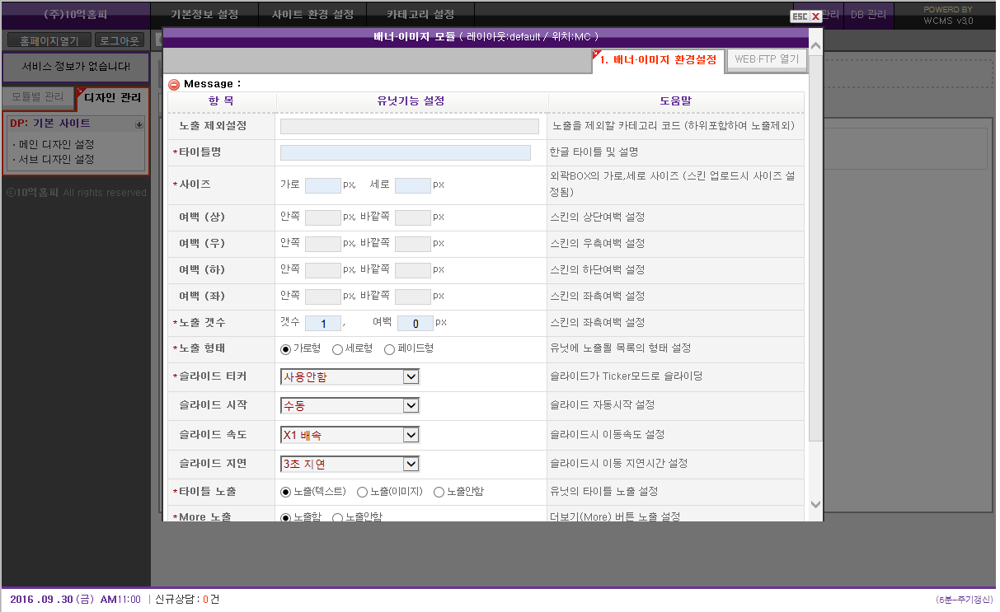 (주)10억홈피
기본정보 설정
사이트 환경 설정
카테고리 설정
관리
DB 관리
POWERD BY
WCMS v3.0
ESC X
홈페이지열기
로그아웃
서비스 정보가 없습니다!
모듈별 관리
디자인 관리
DP: 기본 사이트
· 메인 디자인 설정
· 서브 디자인 설정
ⓒ10억홈피 All rights reserved
배너·이미지 모듈 ( 레이아웃:default / 위치:MC )
1. 배너·이미지 환경설정
WEB·FTP 열기
Message :
항 목
유닛기능 설정
도움말
노출 제외설정
노출을 제외할 카테고리 코드 (하위포함하여 노출제외)
*타이틀명
한글 타이틀 및 설명
*사이즈
가로 px, 세로 px
외곽BOX의 가로,세로 사이즈 (스킨 업로드시 사이즈 설
정됨)
여백 (상)
안쪽 px, 바깥쪽 px
스킨의 상단여백 설정
여백 (우)
안쪽 px, 바깥쪽 px
스킨의 우측여백 설정
여백 (하)
안쪽 px, 바깥쪽 px
스킨의 하단여백 설정
여백 (좌)
안쪽 px, 바깥쪽 px
스킨의 좌측여백 설정
*노출 갯수
갯수 1 , 여백 0 px
스킨의 좌측여백 설정
*노출 형태
가로형 세로형 페이드형
유닛에 노출될 목록의 형태 설정
*슬라이드 티커
사용안함
슬라이드가 Ticker모드로 슬라이딩
슬라이드 시작
수동
슬라이드 자동시작 설정
슬라이드 속도
X1 배속
슬라이드시 이동속도 설정
슬라이드 지연
3초 지연
슬라이드시 이동 지연시간 설정
*타이틀 노출
노출(텍스트) 노출(이미지) 노출안함
유닛의 타이틀 노출 설정
*More 노출
노출함 노출안함
더보기(More) 버튼 노출 설정
2016 .09 .30 (금) AM11:00 | 신규상담 : 0 건
(5분-주기갱신)